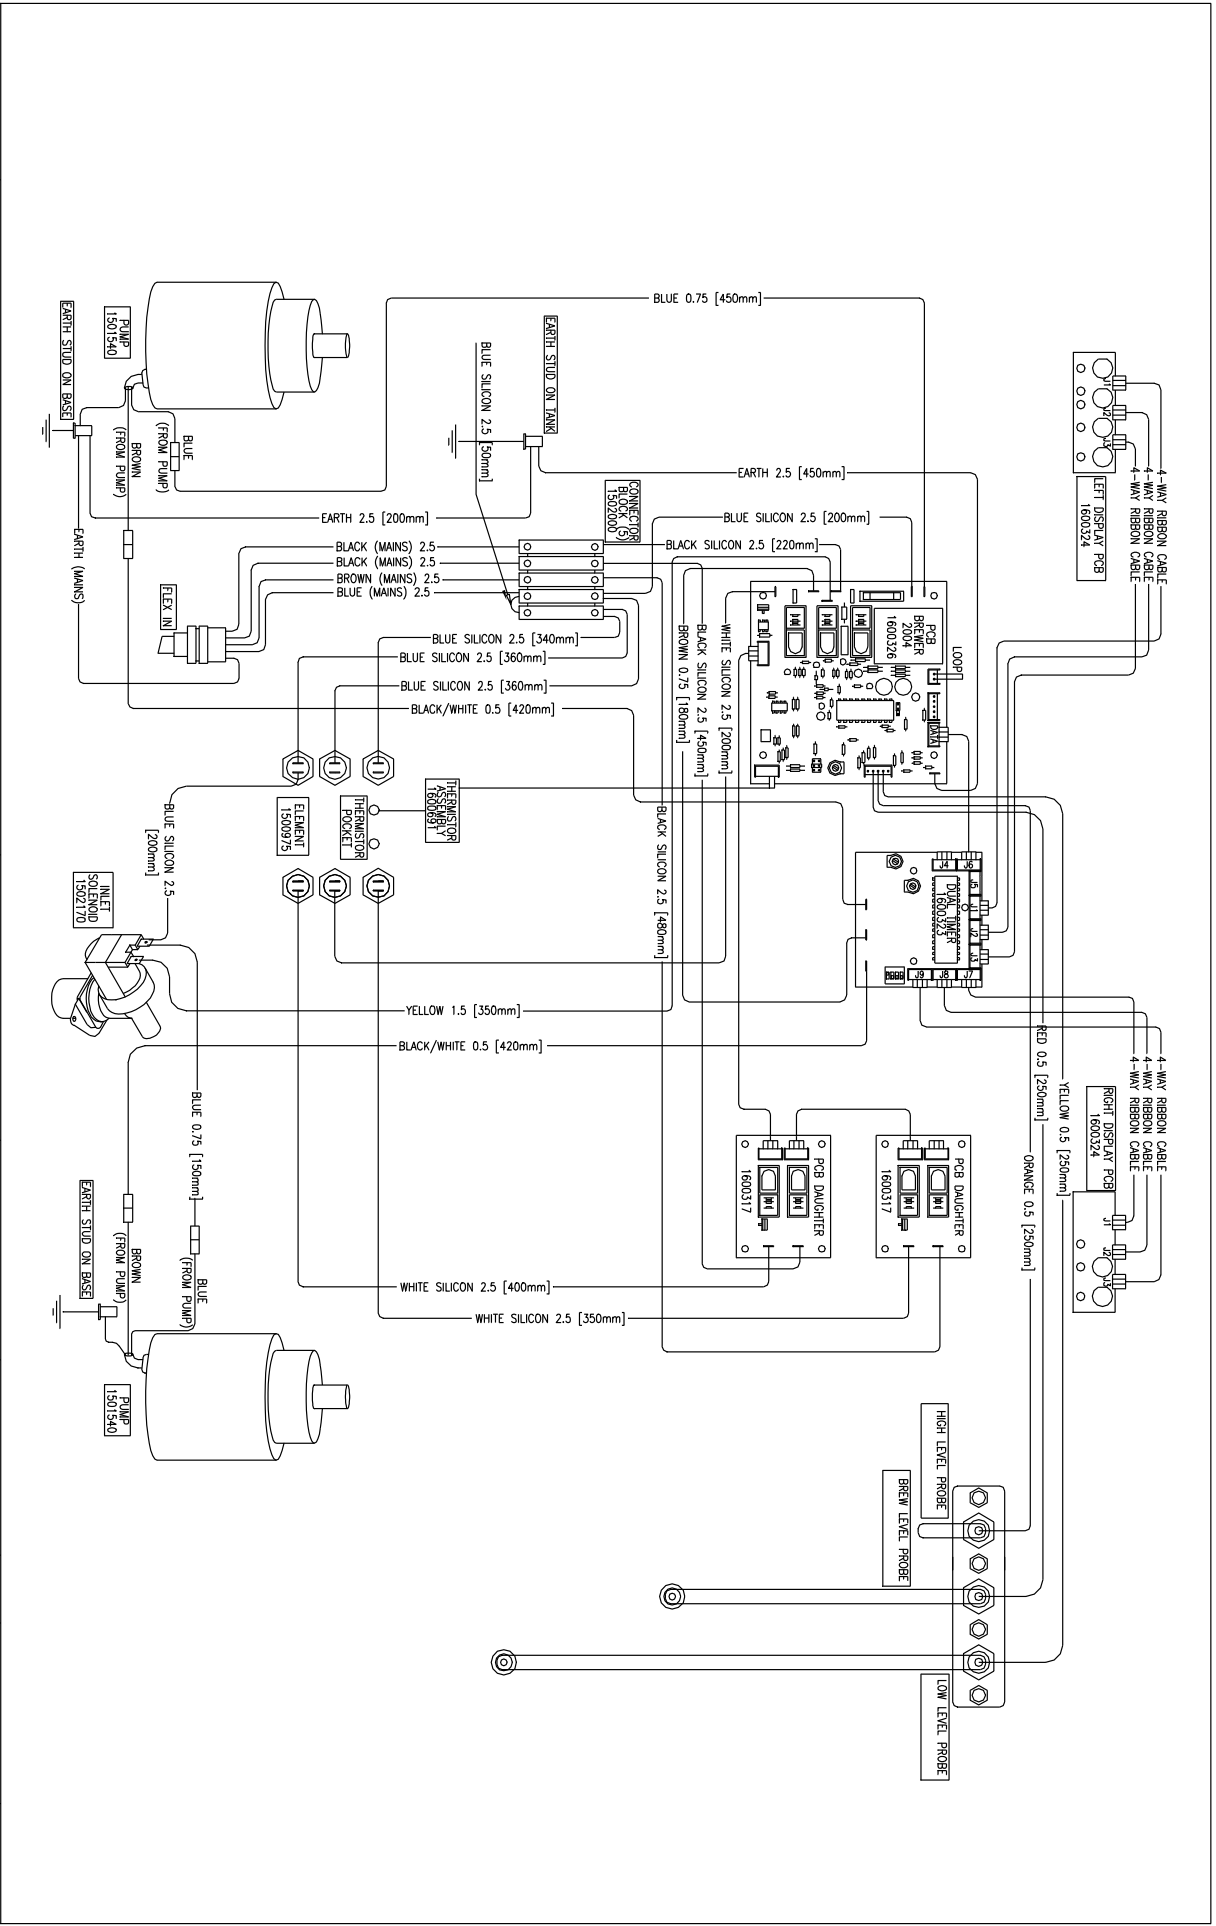 4-WAY RIBBON CABLE
4-WAY RIBBON CABLE
4-WAY RIBBON CABLE
J1
J2
J3
LEFT DISPLAY PCB
1600324
BLUE 0.75 [450mm]
EARTH STUD ON TANK
BLUE SILICON 2.5 [50mm]
EARTH 2.5 [450mm]
PUMP
1501540
EARTH STUD ON BASE
BLUE
(FROM PUMP)
BROWN
(FROM PUMP)
EARTH (MAINS)
FLEX IN
EARTH 2.5 [200mm]
BLACK (MAINS) 2.5
BLACK (MAINS) 2.5
BROWN (MAINS) 2.5
BLUE (MAINS) 2.5
CONNECTOR
BLOCK (5)
1502000
BLUE SILICON 2.5 [200mm]
BLACK SILICON 2.5 [220mm]
BLUE SILICON 2.5 [340mm]
BLUE SILICON 2.5 [360mm]
BLUE SILICON 2.5 [360mm]
BLACK/WHITE 0.5 [420mm]
WHITE SILICON 2.5 [200mm]
BLACK SILICON 2.5 [450mm]
BROWN 0.75 [180mm]
BLACK SILICON 2.5 [480mm]
PCB
BREWER
2004
1600326
LOOP
DATA
THERMISTOR
ASSEMBLY
1600691
THERMISTOR
POCKET
ELEMENT
1500975
BLUE SILICON 2.5
[200mm]
INLET
SOLENOID
1502170
J4
J6
J5
J1
J2
J3
J7
J8
J9
DUAL TIMER
1600323
YELLOW 1.5 [350mm]
BLACK/WHITE 0.5 [420mm]
BLUE 0.75 [150mm]
RED 0.5 [250mm]
YELLOW 0.5 [250mm]
ORANGE 0.5 [250mm]
4-WAY RIBBON CABLE
4-WAY RIBBON CABLE
4-WAY RIBBON CABLE
RIGHT DISPLAY PCB
1600324
J1
J2
J3
PCB DAUGHTER
1600317
PCB DAUGHTER
1600317
WHITE SILICON 2.5 [400mm]
WHITE SILICON 2.5 [350mm]
EARTH STUD ON BASE
BROWN
(FROM PUMP)
BLUE
(FROM PUMP)
PUMP
1501540
HIGH LEVEL PROBE
BREW LEVEL PROBE
LOW LEVEL PROBE